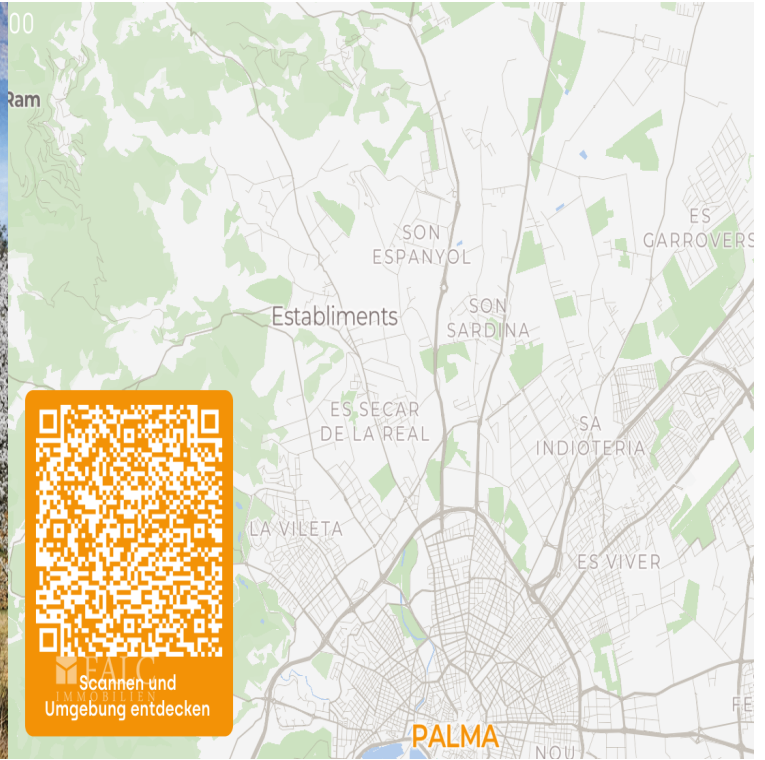 00
Ram
SON
ESPANYOL
ES
GARROVERS
Establiments
SON
SARDINA
ES SECAR
DE LA REAL
SA
INDIOTERIA
LA VILETA
ES VIVER
FALC
IMMOBILIEN
Scannen und
Umgebung entdecken
PALMA
NOU
FE